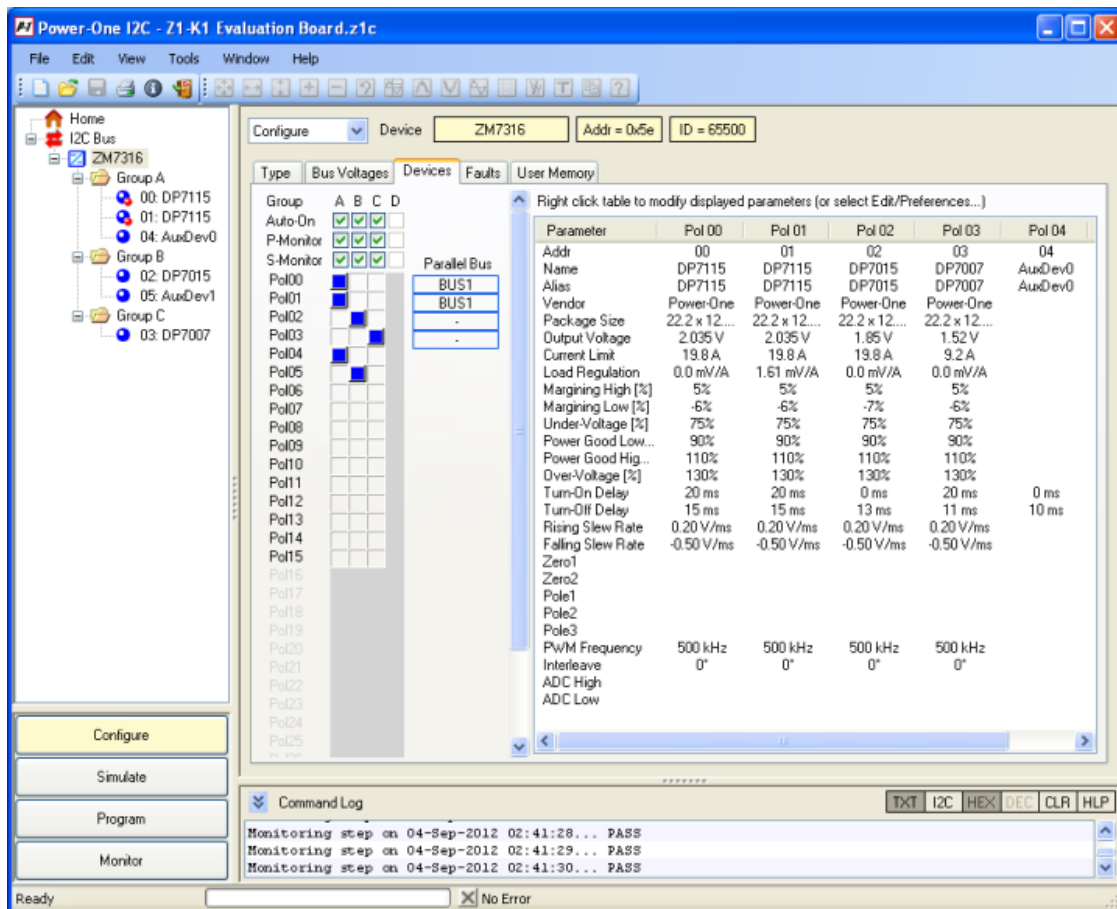 Power-One I2C - Z1-K1 Evaluation Board.z1c
File Edit View Tools Window Help
Home
I2C Bus
ZM7316
Group A
00: DP7115
01: DP7115
04: AuxDev0
Group B
02: DP7015
05: AuxDev1
Group C
03: DP7007
Configure
Simulate
Program
Monitor
Configure Device ZM7316 Addr = 0x5e ID = 65500
Type Bus Voltages Devices Faults User Memory
Group A B C D
Auto-On
P-Monitor
S-Monitor Parallel Bus
Pol00 BUS1
Pol01 BUS1
Pol02 -
Pol03 -
Pol04
Pol05
Pol06
Pol07
Pol08
Pol09
Pol10
Pol11
Pol12
Pol13
Pol14
Pol15
Pol16
Pol17
Pol18
Pol19
Pol20
Pol21
Pol22
Pol23
Pol24
Pol25
Right click table to modify displayed parameters (or select Edit/Preferences...)
Parameter Pol 00 Pol 01 Pol 02 Pol 03 Pol 04
Addr 00 01 02 03 04
Name DP7115 DP7115 DP7015 DP7007 AuxDev0
Alias DP7115 DP7115 DP7015 DP7007 AuxDev0
Vendor Power-One Power-One Power-One Power-One
Package Size 22.2 x 12.... 22.2 x 12.... 22.2 x 12.... 22.2 x 12....
Output Voltage 2.035 V 2.035 V 1.85 V 1.52 V
Current Limit 19.8 A 19.8 A 19.8 A 9.2 A
Load Regulation 0.0 mV/A 1.61 mV/A 0.0 mV/A 0.0 mV/A
Margining High [%] 5% 5% 5% 5%
Margining Low [%] -6% -6% -7% -6%
Under-Voltage [%] 75% 75% 75% 75%
Power Good Low... 90% 90% 90% 90%
Power Good Hig... 110% 110% 110% 110%
Over-Voltage [%] 130% 130% 130% 130%
Turn-On Delay 20 ms 20 ms 0 ms 20 ms 0 ms
Turn-Off Delay 15 ms 15 ms 13 ms 11 ms 10 ms
Rising Slew Rate 0.20 V/ms 0.20 V/ms 0.20 V/ms 0.20 V/ms
Falling Slew Rate -0.50 V/ms -0.50 V/ms -0.50 V/ms -0.50 V/ms
Zero1
Zero2
Pole1
Pole2
Pole3
PWM Frequency 500 kHz 500 kHz 500 kHz 500 kHz
Interleave 0° 0° 0° 0°
ADC High
ADC Low
Command Log TXT I2C HEX DEC CLR HLP
Monitoring step on 04-Sep-2012 02:41:28... PASS
Monitoring step on 04-Sep-2012 02:41:29... PASS
Monitoring step on 04-Sep-2012 02:41:30... PASS
Ready No Error